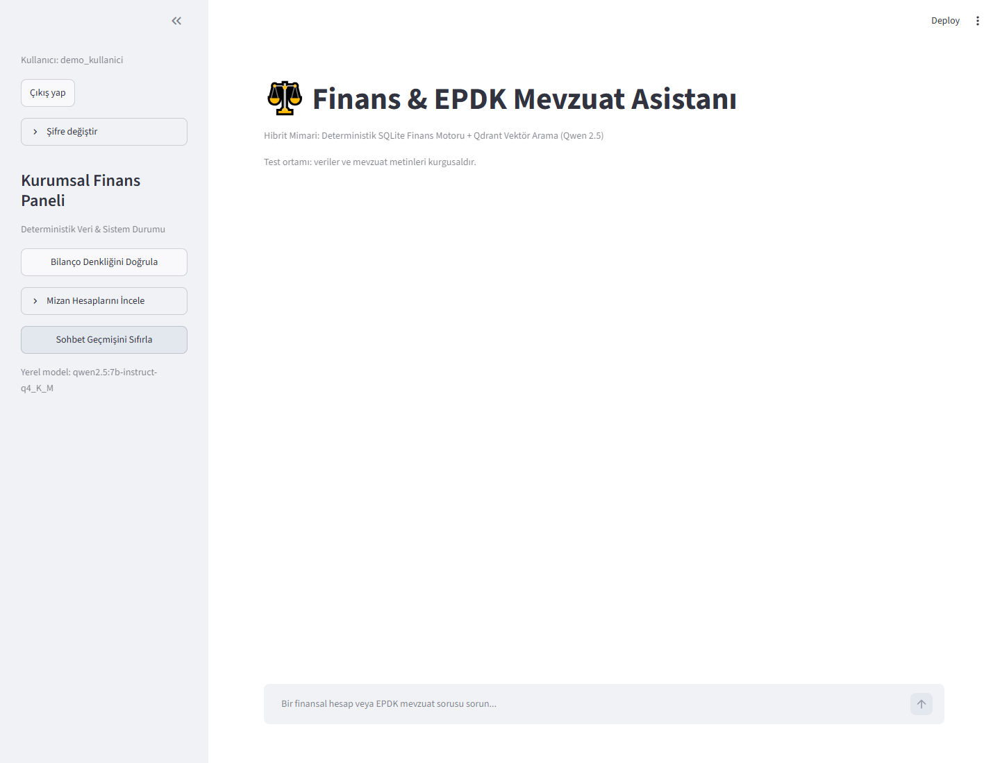 Kullanıcı: demo_kullanici
Çıkış yap
Şifre değiştir
Kurumsal Finans
Paneli
Deterministik Veri & Sistem Durumu
Bilanço Denkliğini Doğrula
Mizan Hesaplarını İncele
Sohbet Geçmişini Sıfırla
Yerel model: qwen2.5:7b-instruct-
q4_K_M
Deploy
Finans & EPDK Mevzuat Asistanı
Hibrit Mimari: Deterministik SQLite Finans Motoru + Qdrant Vektör Arama (Qwen 2.5)
Test ortamı: veriler ve mevzuat metinleri kurgusaldır.
Bir finansal hesap veya EPDK mevzuat sorusu sorun...